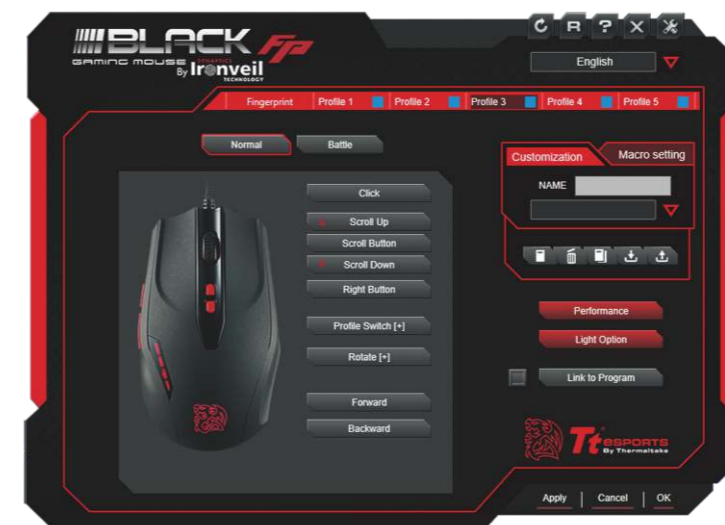 BLACK FP
GAMING MOUSE
By Ironveil
TECHNOLOGY
R ?
English
Fingerprint Profile 1 Profile 2 Profile 3 Profile 4 Profile 5
Normal Battle
Customization Macro setting
NAME
Click
Scroll Up
Scroll Button
Scroll Down
Right Button
Profile Switch [+]
Rotate [+]
Forward
Backward
Performance
Light Option
Link to Program
Tt eSPORTS
By Thermaltake
Apply | Cancel | OK